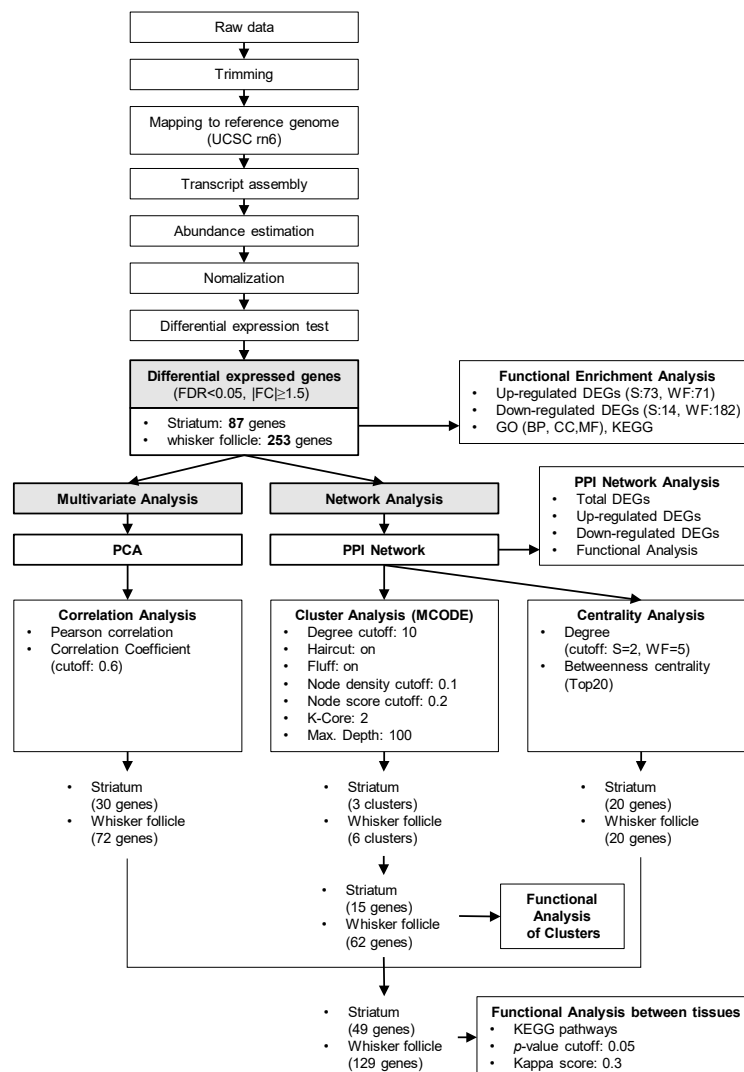 Raw data
Trimming
Mapping to reference genome
(UCSC rn6)
Transcript assembly
Abundance estimation
Nomalization
Differential expression test
Differential expressed genes
(FDR<0.05, |FC|≥1.5)
• Striatum: 87 genes
• whisker follicle: 253 genes
Functional Enrichment Analysis
• Up-regulated DEGs (S:73, WF:71)
• Down-regulated DEGs (S:14, WF:182)
• GO (BP, CC,MF), KEGG
Multivariate Analysis
Network Analysis
PPI Network Analysis
• Total DEGs
• Up-regulated DEGs
• Down-regulated DEGs
• Functional Analysis
PCA
PPI Network
Correlation Analysis
• Pearson correlation
• Correlation Coefficient
(cutoff: 0.6)
Cluster Analysis (MCODE)
• Degree cutoff: 10
• Haircut: on
• Fluff: on
• Node density cutoff: 0.1
• Node score cutoff: 0.2
• K-Core: 2
• Max. Depth: 100
Centrality Analysis
• Degree
(cutoff: S=2, WF=5)
• Betweenness centrality
(Top20)
• Striatum
(30 genes)
• Whisker follicle
(72 genes)
• Striatum
(3 clusters)
• Whisker follicle
(6 clusters)
• Striatum
(20 genes)
• Whisker follicle
(20 genes)
• Striatum
(15 genes)
• Whisker follicle
(62 genes)
Functional
Analysis
of Clusters
• Striatum
(49 genes)
• Whisker follicle
(129 genes)
Functional Analysis between tissues
• KEGG pathways
• p-value cutoff: 0.05
• Kappa score: 0.3